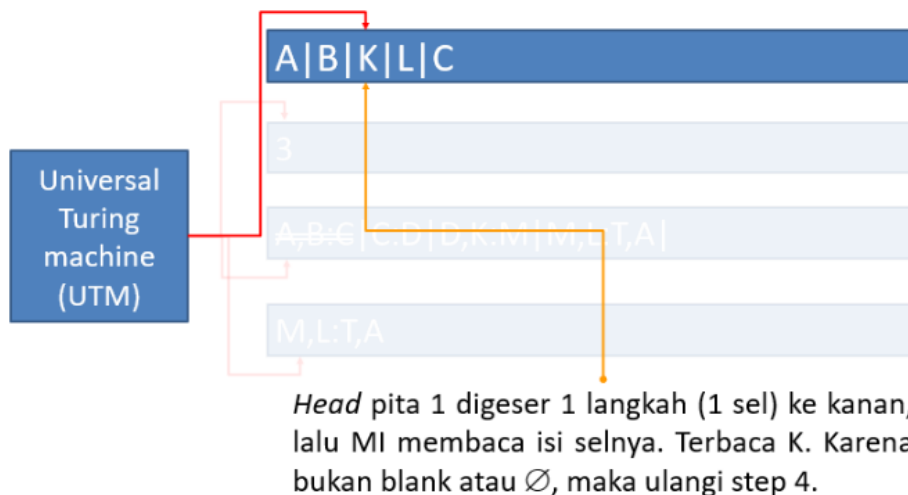 A|B|K|L|C
3
Universal
Turing
machine
(UTM)
A,B:C|C:D|D,K:M|M,L:T,A|
M,L:T,A
Head pita 1 digeser 1 langkah (1 sel) ke kanan,
lalu MI membaca isi selnya. Terbaca K. Karena
bukan blank atau ∅, maka ulangi step 4.